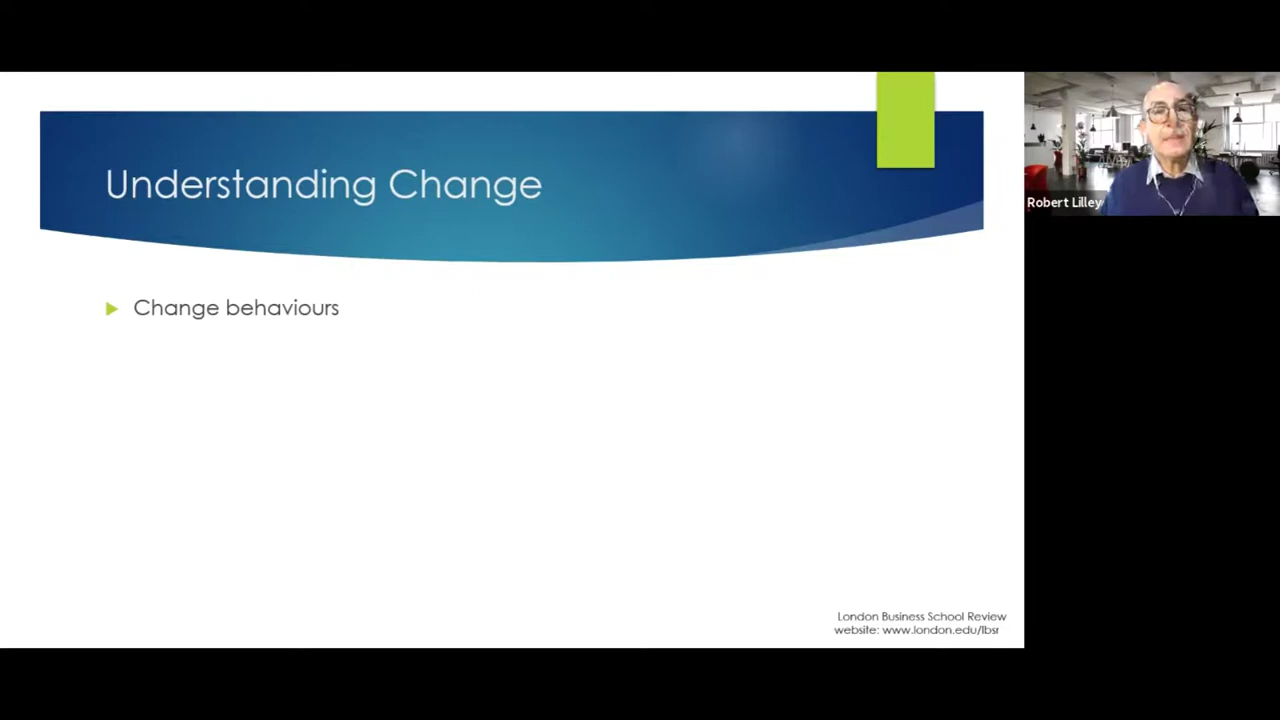 Understanding Change
Change behaviours
London Business School Review
website: www.london.edu/lbsr
Robert Lilley